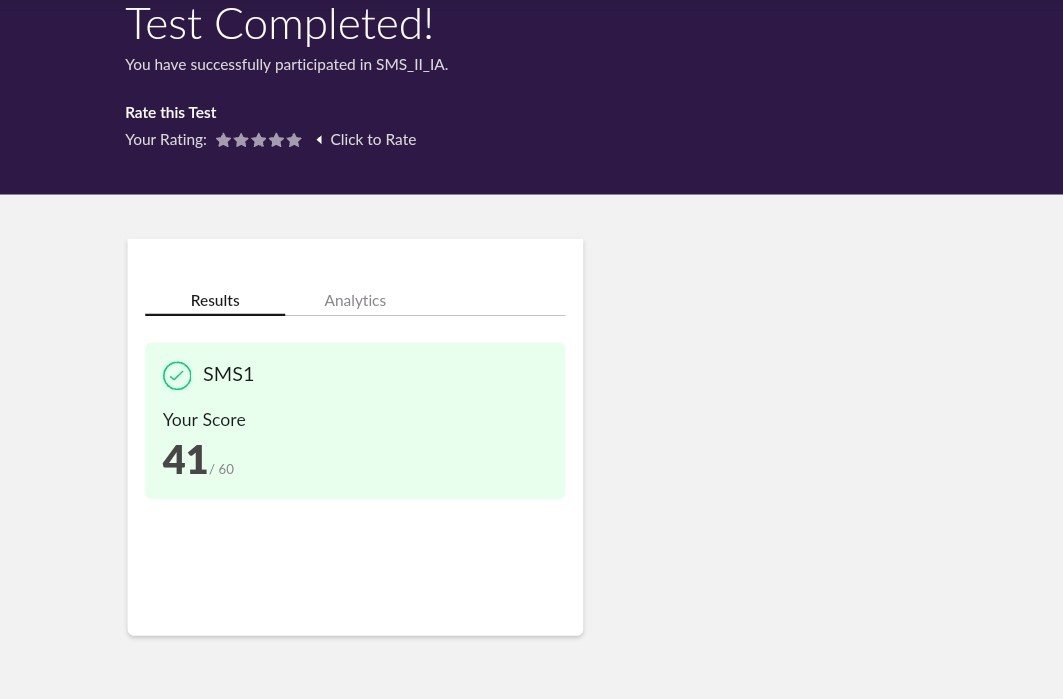 Test Completed!
You have successfully participated in SMS_II_IA.
Rate this Test
Your Rating: Click to Rate
Results Analytics
SMS1
Your Score
41 / 60